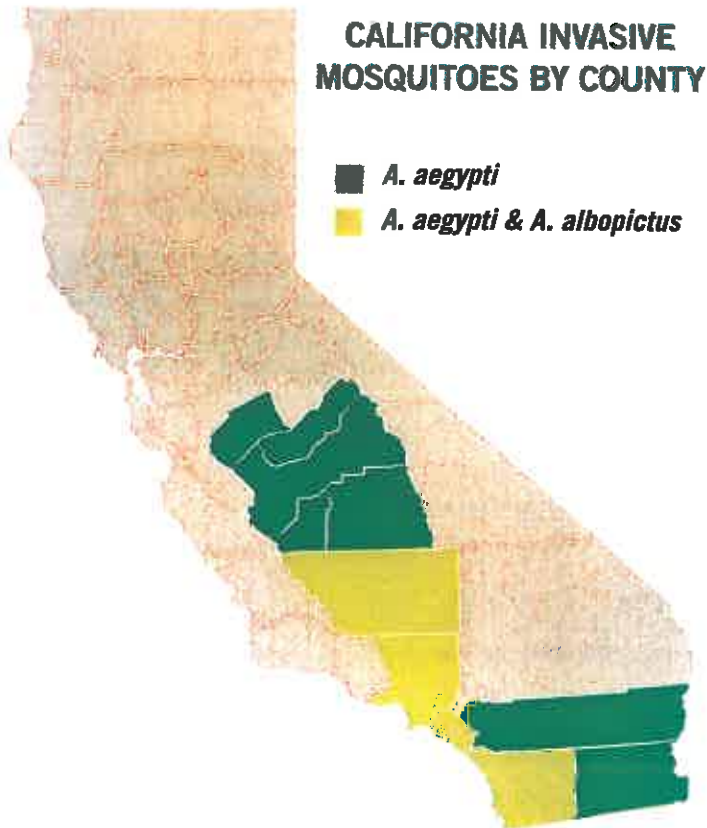 CALIFORNIA INVASIVE
MOSQUITOES BY COUNTY
A. aegypti
A. aegypti & A. albopictus